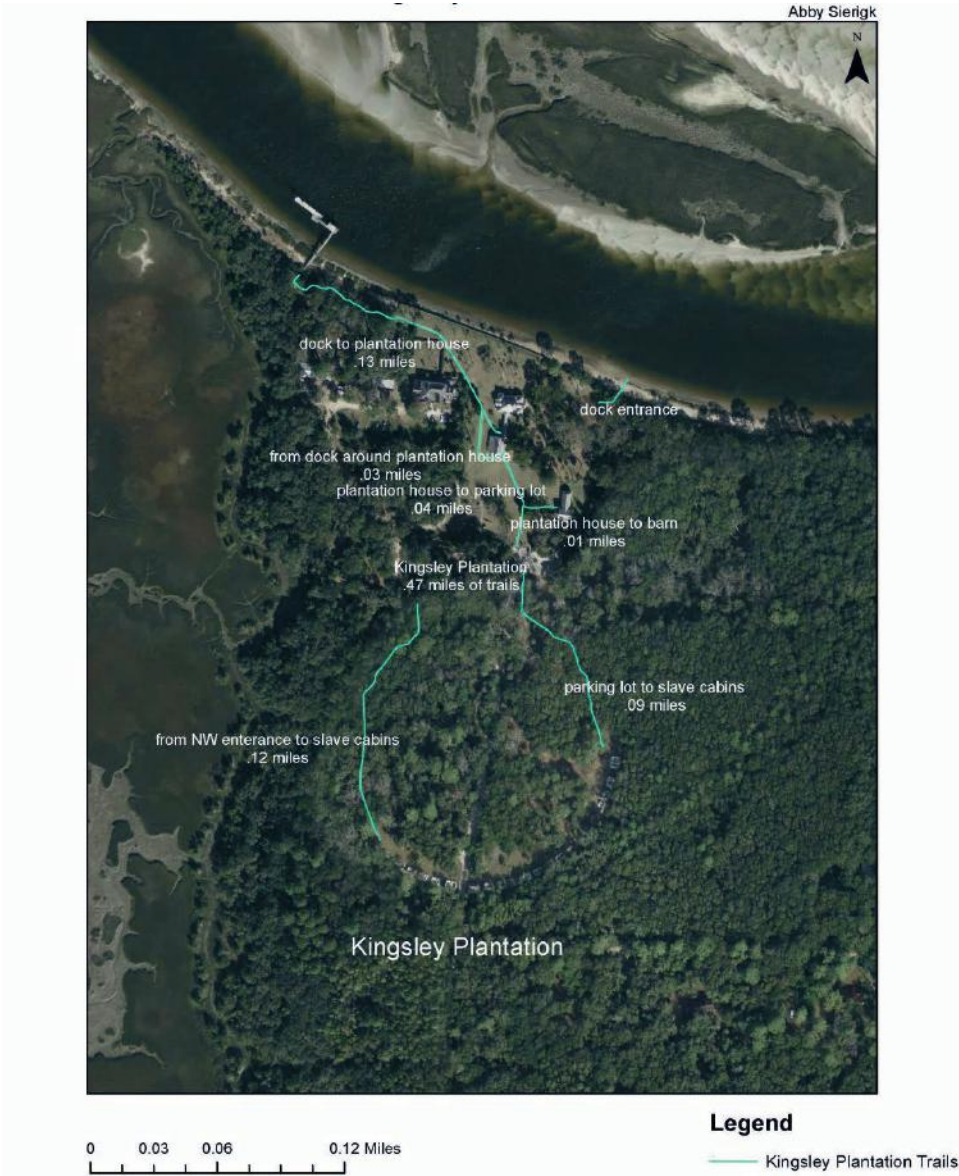 Abby Sierigk
N
dock to plantation house
.13 miles
dock entrance
from dock around plantation house
.03 miles
plantation house to parking lot
.04 miles
plantation house to barn
.01 miles
Kingsley Plantation
.47 miles of trails
parking lot to slave cabins
.09 miles
from NW enterance to slave cabins
.12 miles
Kingsley Plantation
Legend
0 0.03 0.06 0.12 Miles
Kingsley Plantation Trails